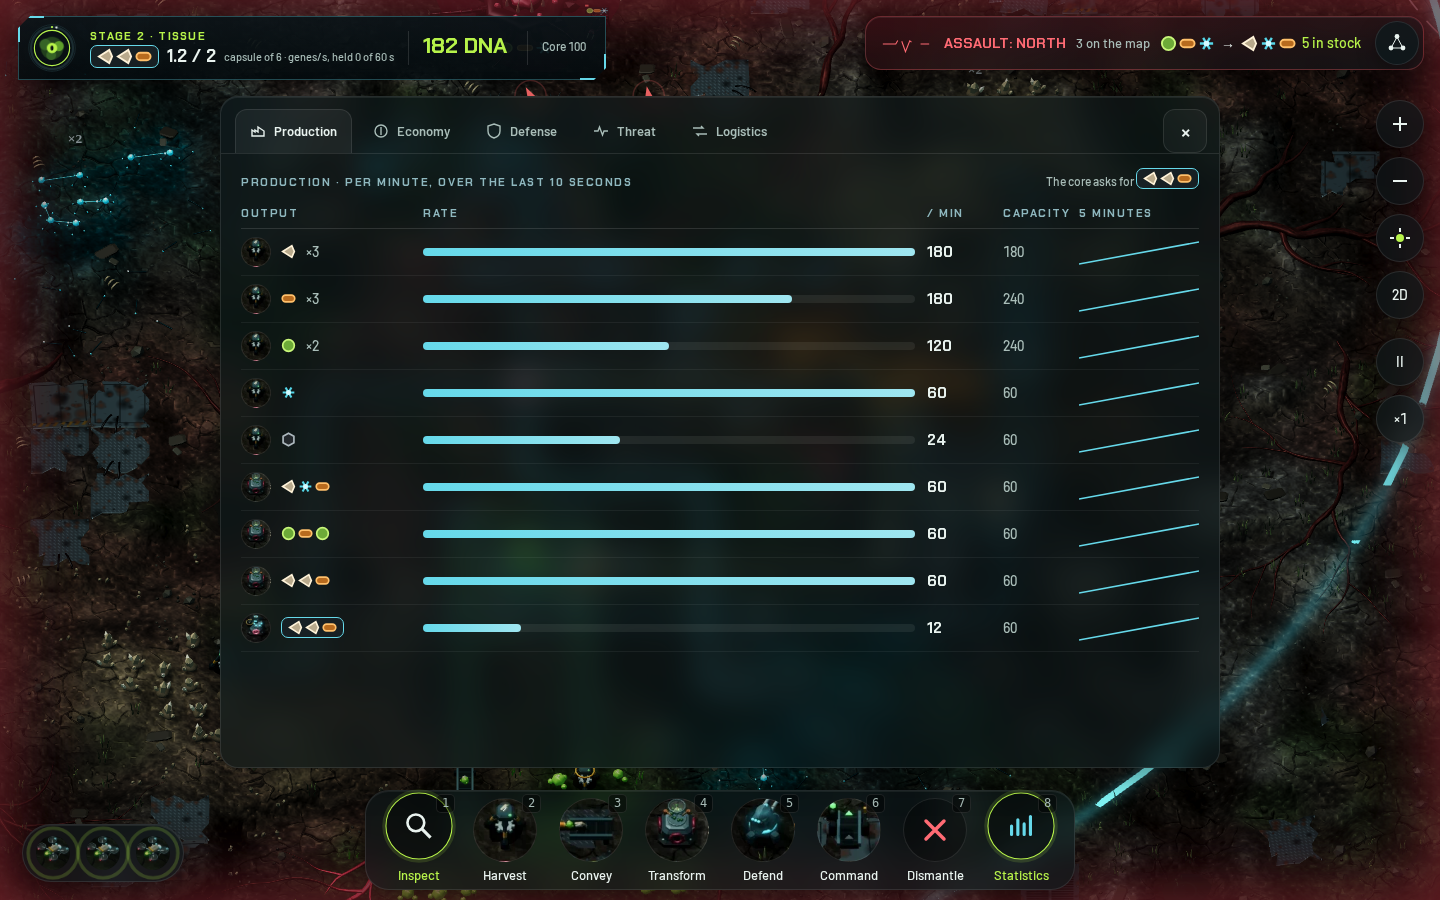 STAGE 2 · TISSUE
1.2 / 2 capsule of 6 · genes/s, held 0 of 60 s
182 DNA
Core 100
ASSAULT: NORTH 3 on the map → 5 in stock
×2
Production Economy Defense Threat Logistics ×
PRODUCTION · PER MINUTE, OVER THE LAST 10 SECONDS
The core asks for
OUTPUT RATE / MIN CAPACITY 5 MINUTES
×3 180 180
×3 180 240
×2 120 240
60 60
24 60
60 60
60 60
60 60
12 60
+
−
2D
II
×1
1 2 3 4 5 6 7 8
Inspect Harvest Convey Transform Defend Command Dismantle Statistics